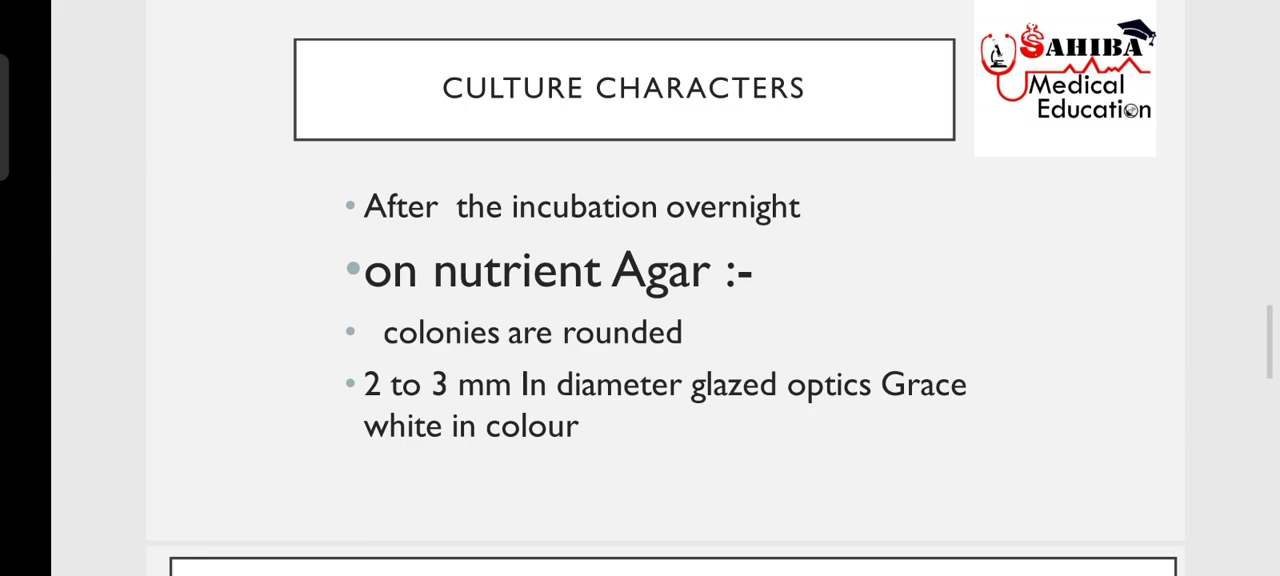 CULTURE CHARACTERS
SAHIBA
Medical
Education
• After the incubation overnight
• on nutrient Agar :-
• colonies are rounded
• 2 to 3 mm In diameter glazed optics Grace
white in colour